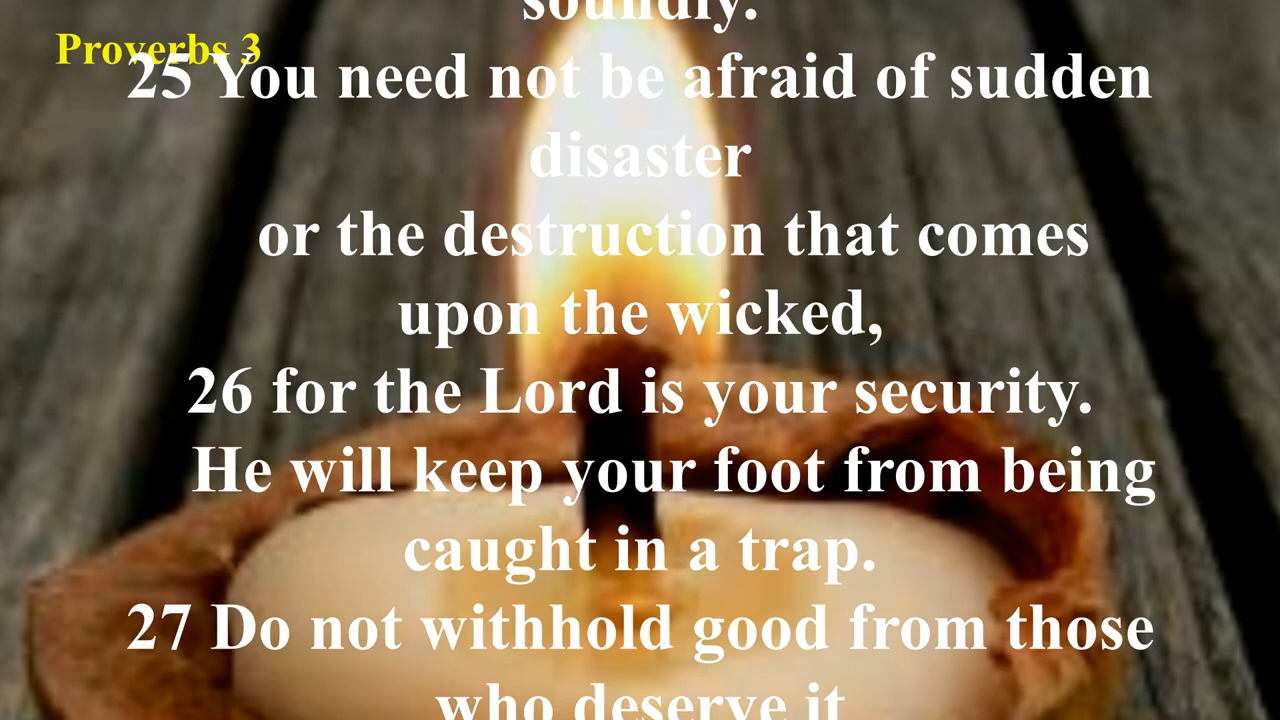 soundly.
Proverbs 3
25 You need not be afraid of sudden
disaster
or the destruction that comes
upon the wicked,
26 for the Lord is your security.
He will keep your foot from being
caught in a trap.
27 Do not withhold good from those
who deserve it